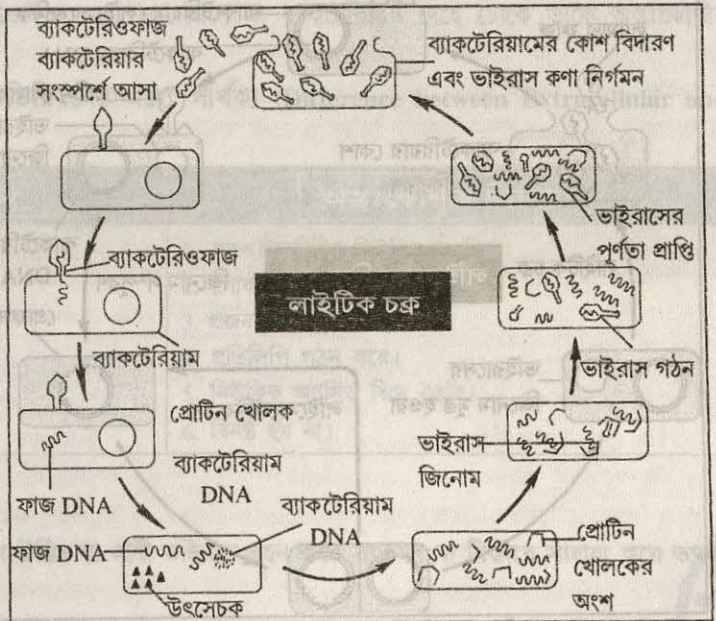 ব্যাকটেরিওফাজ
ব্যাকটেরিয়ার
সংস্পর্শে আসা
ব্যাকটেরিয়ামের কোশ বিদারণ
এবং ভাইরাস কণা নির্গমন
ভাইরাসের
পূর্ণতা প্রাপ্তি
ব্যাকটেরিওফাজ
লাইটিক চক্র
ব্যাকটেরিয়াম
ভাইরাস গঠন
প্রোটিন খোলক
ব্যাকটেরিয়াম
DNA
ভাইরাস
জিনোম
ফাজ DNA
ব্যাকটেরিয়াম
DNA
ফাজ DNA
উৎসেচক
প্রোটিন
খোলকের
অংশ